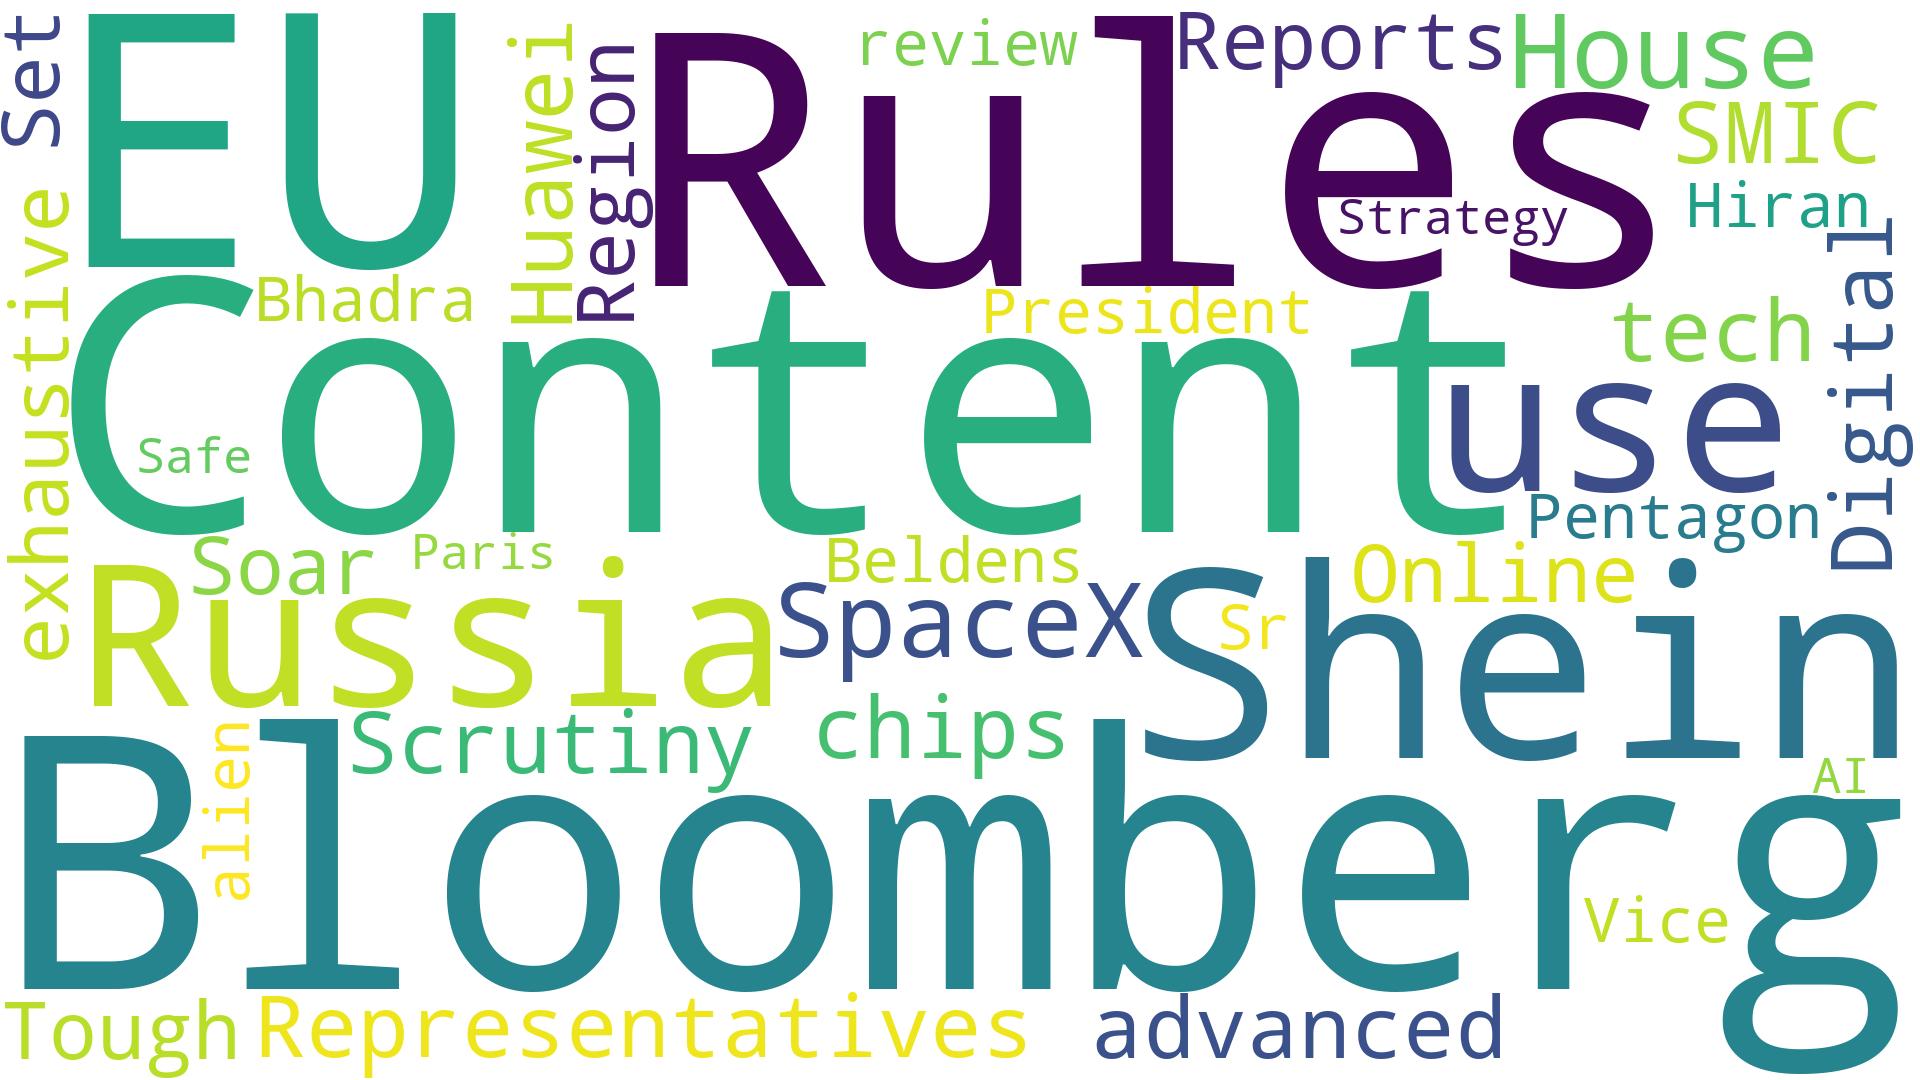 Set
EU
Huawei
Region
Rules
review
Reports
House
SMIC
Strategy
Hiran
exhaustive
Bhadra
Content
President
tech
Digital
use
Safe
Pentagon
Soar
Paris
Russia
Beldens
SpaceX
Sr
Online
Shein
Scrutiny
chips
alien
AI
Bloomberg
Vice
Tough
Representatives
advanced